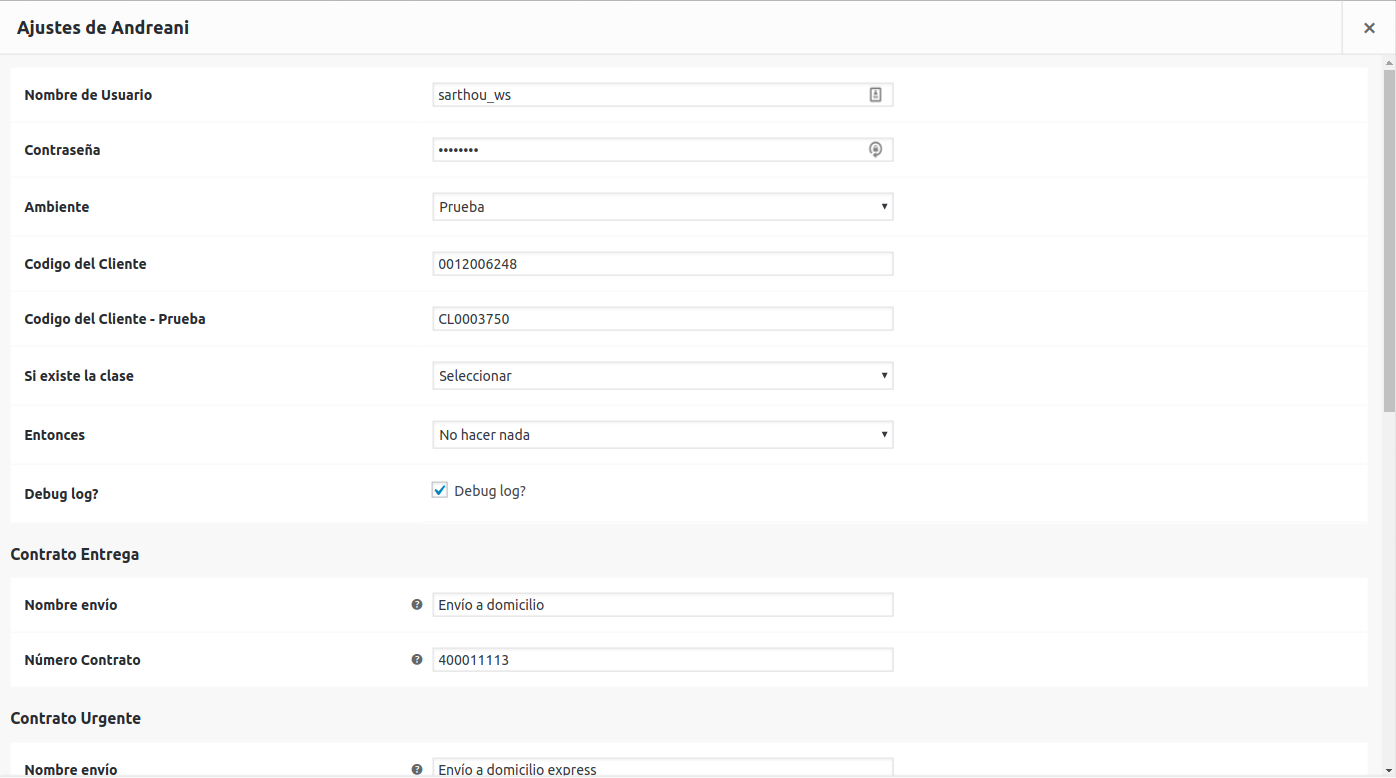 Ajustes de Andreani
Nombre de Usuario sarthou_ws
Contraseña ••••••••
Ambiente Prueba
Codigo del Cliente 0012006248
Codigo del Cliente - Prueba CL0003750
Si existe la clase Seleccionar
Entonces No hacer nada
Debug log? Debug log?
Contrato Entrega
Nombre envío Envío a domicilio
Número Contrato 400011113
Contrato Urgente
Nombre envío Envío a domicilio express